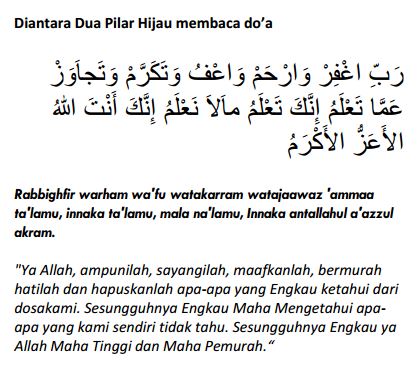 Diantara Dua Pilar Hijau membaca do’a
رَبِّ اغْفِرْ وَارْحَمْ وَاعْفُ وَتَكَرَّمْ وَتَجاَوَزْ
عَمَّا تَعْلَمُ إِنَّكَ تَعْلَمُ ماَلاَ نَعْلَمُ إِنَّكَ أَنْتَ اللهُ
الأَعَزُّ الأَكْرَمُ
Rabbighfir warham wa'fu watakarram watajaawaz 'ammaa
ta'lamu, innaka ta'lamu, mala na'lamu, Innaka antallahul a'azzul
akram.
"Ya Allah, ampunilah, sayangilah, maafkanlah, bermurah
hatilah dan hapuskanlah apa-apa yang Engkau ketahui dari
dosakami. Sesungguhnya Engkau Maha Mengetahui apa-
apa yang kami sendiri tidak tahu. Sesungguhnya Engkau ya
Allah Maha Tinggi dan Maha Pemurah.“